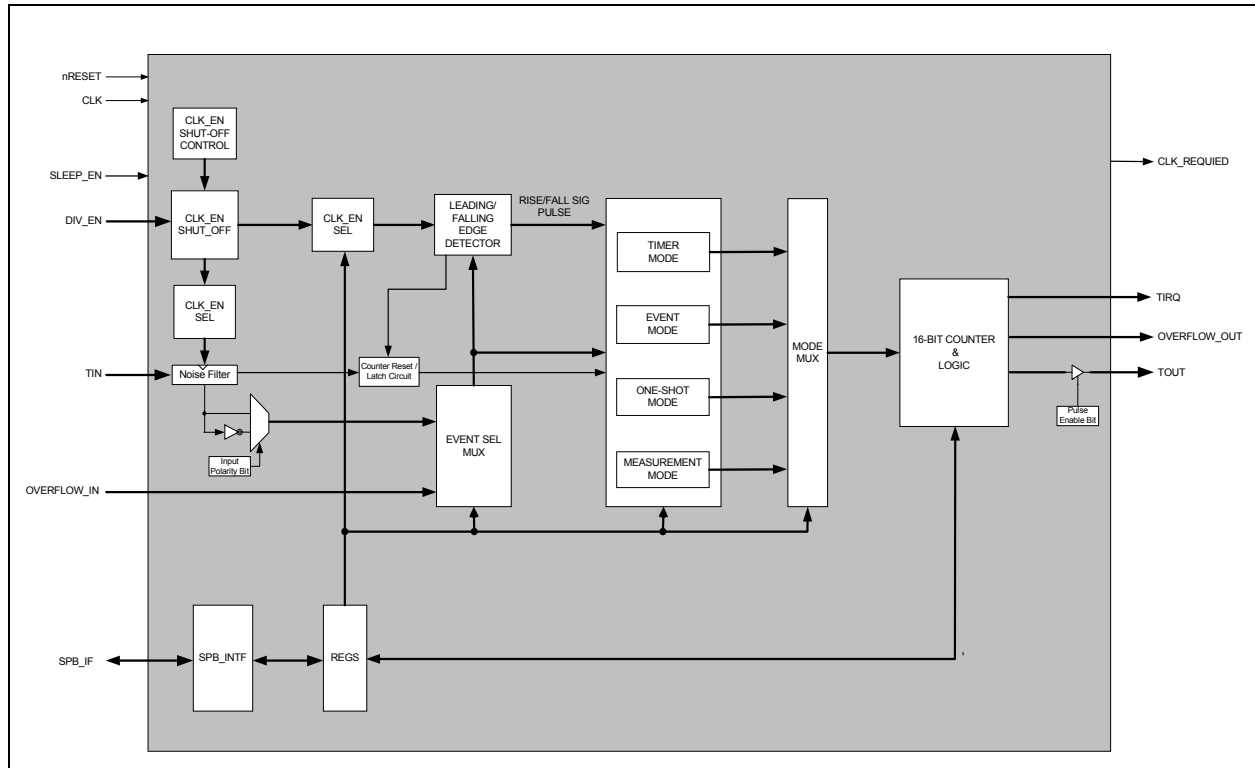 nRESET
CLK
CLK_EN
SHUT-OFF
CONTROL
CLK_REQUIED
SLEEP_EN
DIV_EN
CLK_EN
SHUT_OFF
CLK_EN
SEL
LEADING/
FALLING
EDGE
DETECTOR
RISE/FALL SIG
PULSE
TIMER
MODE
CLK_EN
SEL
EVENT
MODE
MODE
MUX
16-BIT COUNTER
&
LOGIC
TIRQ
OVERFLOW_OUT
TOUT
TIN
Noise Filter
Counter Reset /
Latch Circuit
ONE-SHOT
MODE
Pulse
Enable Bit
EVENT SEL
MUX
Input
Polarity Bit
MEASUREMENT
MODE
OVERFLOW_IN
SPB_IF
SPB_INTF
REGS